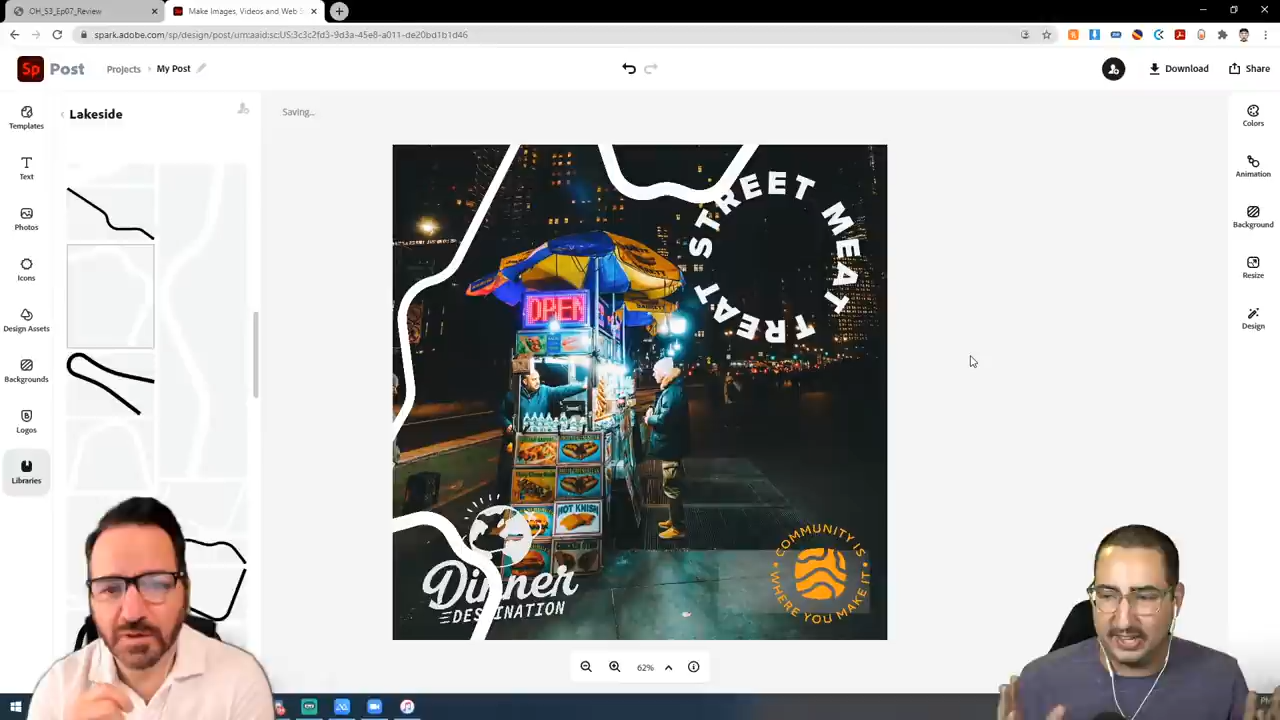 OH_S3_Ep07_Review
Make Images, Videos and Web S
spark.adobe.com/sp/design/post/urn:aaid:sc:US:3c3c2fd3-9d3a-45e8-a011-de20bd1b1d46
Sp Post
Projects > My Post
Download
Share
Templates
Text
Photos
Icons
Design Assets
Backgrounds
Logos
Libraries
Lakeside
Saving...
STREET MEAT TREAT
OPEN
HOT KNISH
Dinner
DESTINATION
COMMUNITY IS
• WHERE YOU MAKE IT •
62%
Colors
Animation
Background
Resize
Design